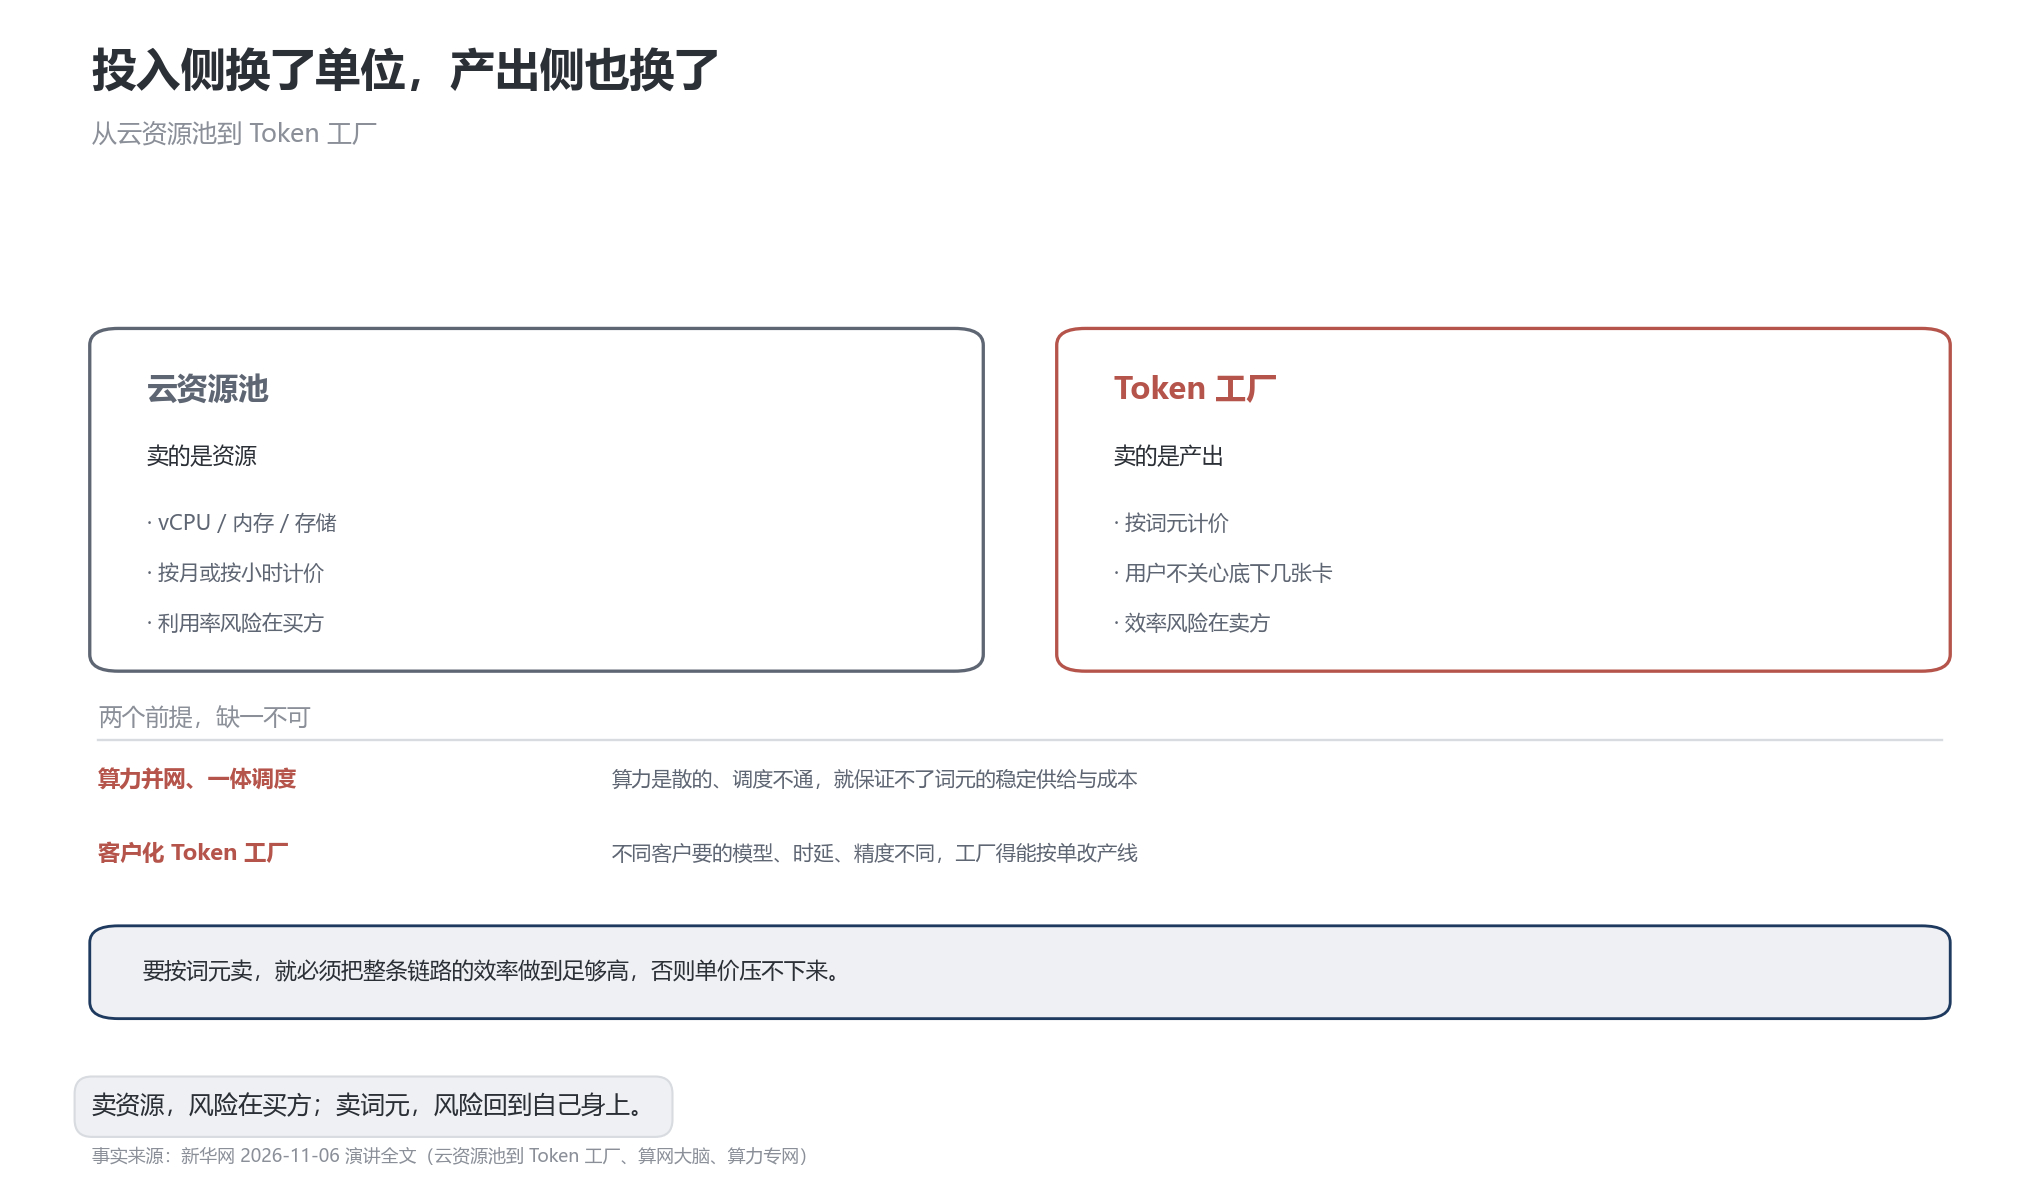 投入侧换了单位，产出侧也换了
从云资源池到 Token 工厂
云资源池
卖的是资源
· vCPU / 内存 / 存储
· 按月或按小时计价
· 利用率风险在买方
Token 工厂
卖的是产出
· 按词元计价
· 用户不关心底下几张卡
· 效率风险在卖方
两个前提，缺一不可
算力并网、一体调度
算力是散的、调度不通，就保证不了词元的稳定供给与成本
客户化 Token 工厂
不同客户要的模型、时延、精度不同，工厂得能按单改产线
要按词元卖，就必须把整条链路的效率做到足够高，否则单价压不下来。
卖资源，风险在买方；卖词元，风险回到自己身上。
事实来源：新华网 2026-11-06 演讲全文（云资源池到 Token 工厂、算网大脑、算力专网）